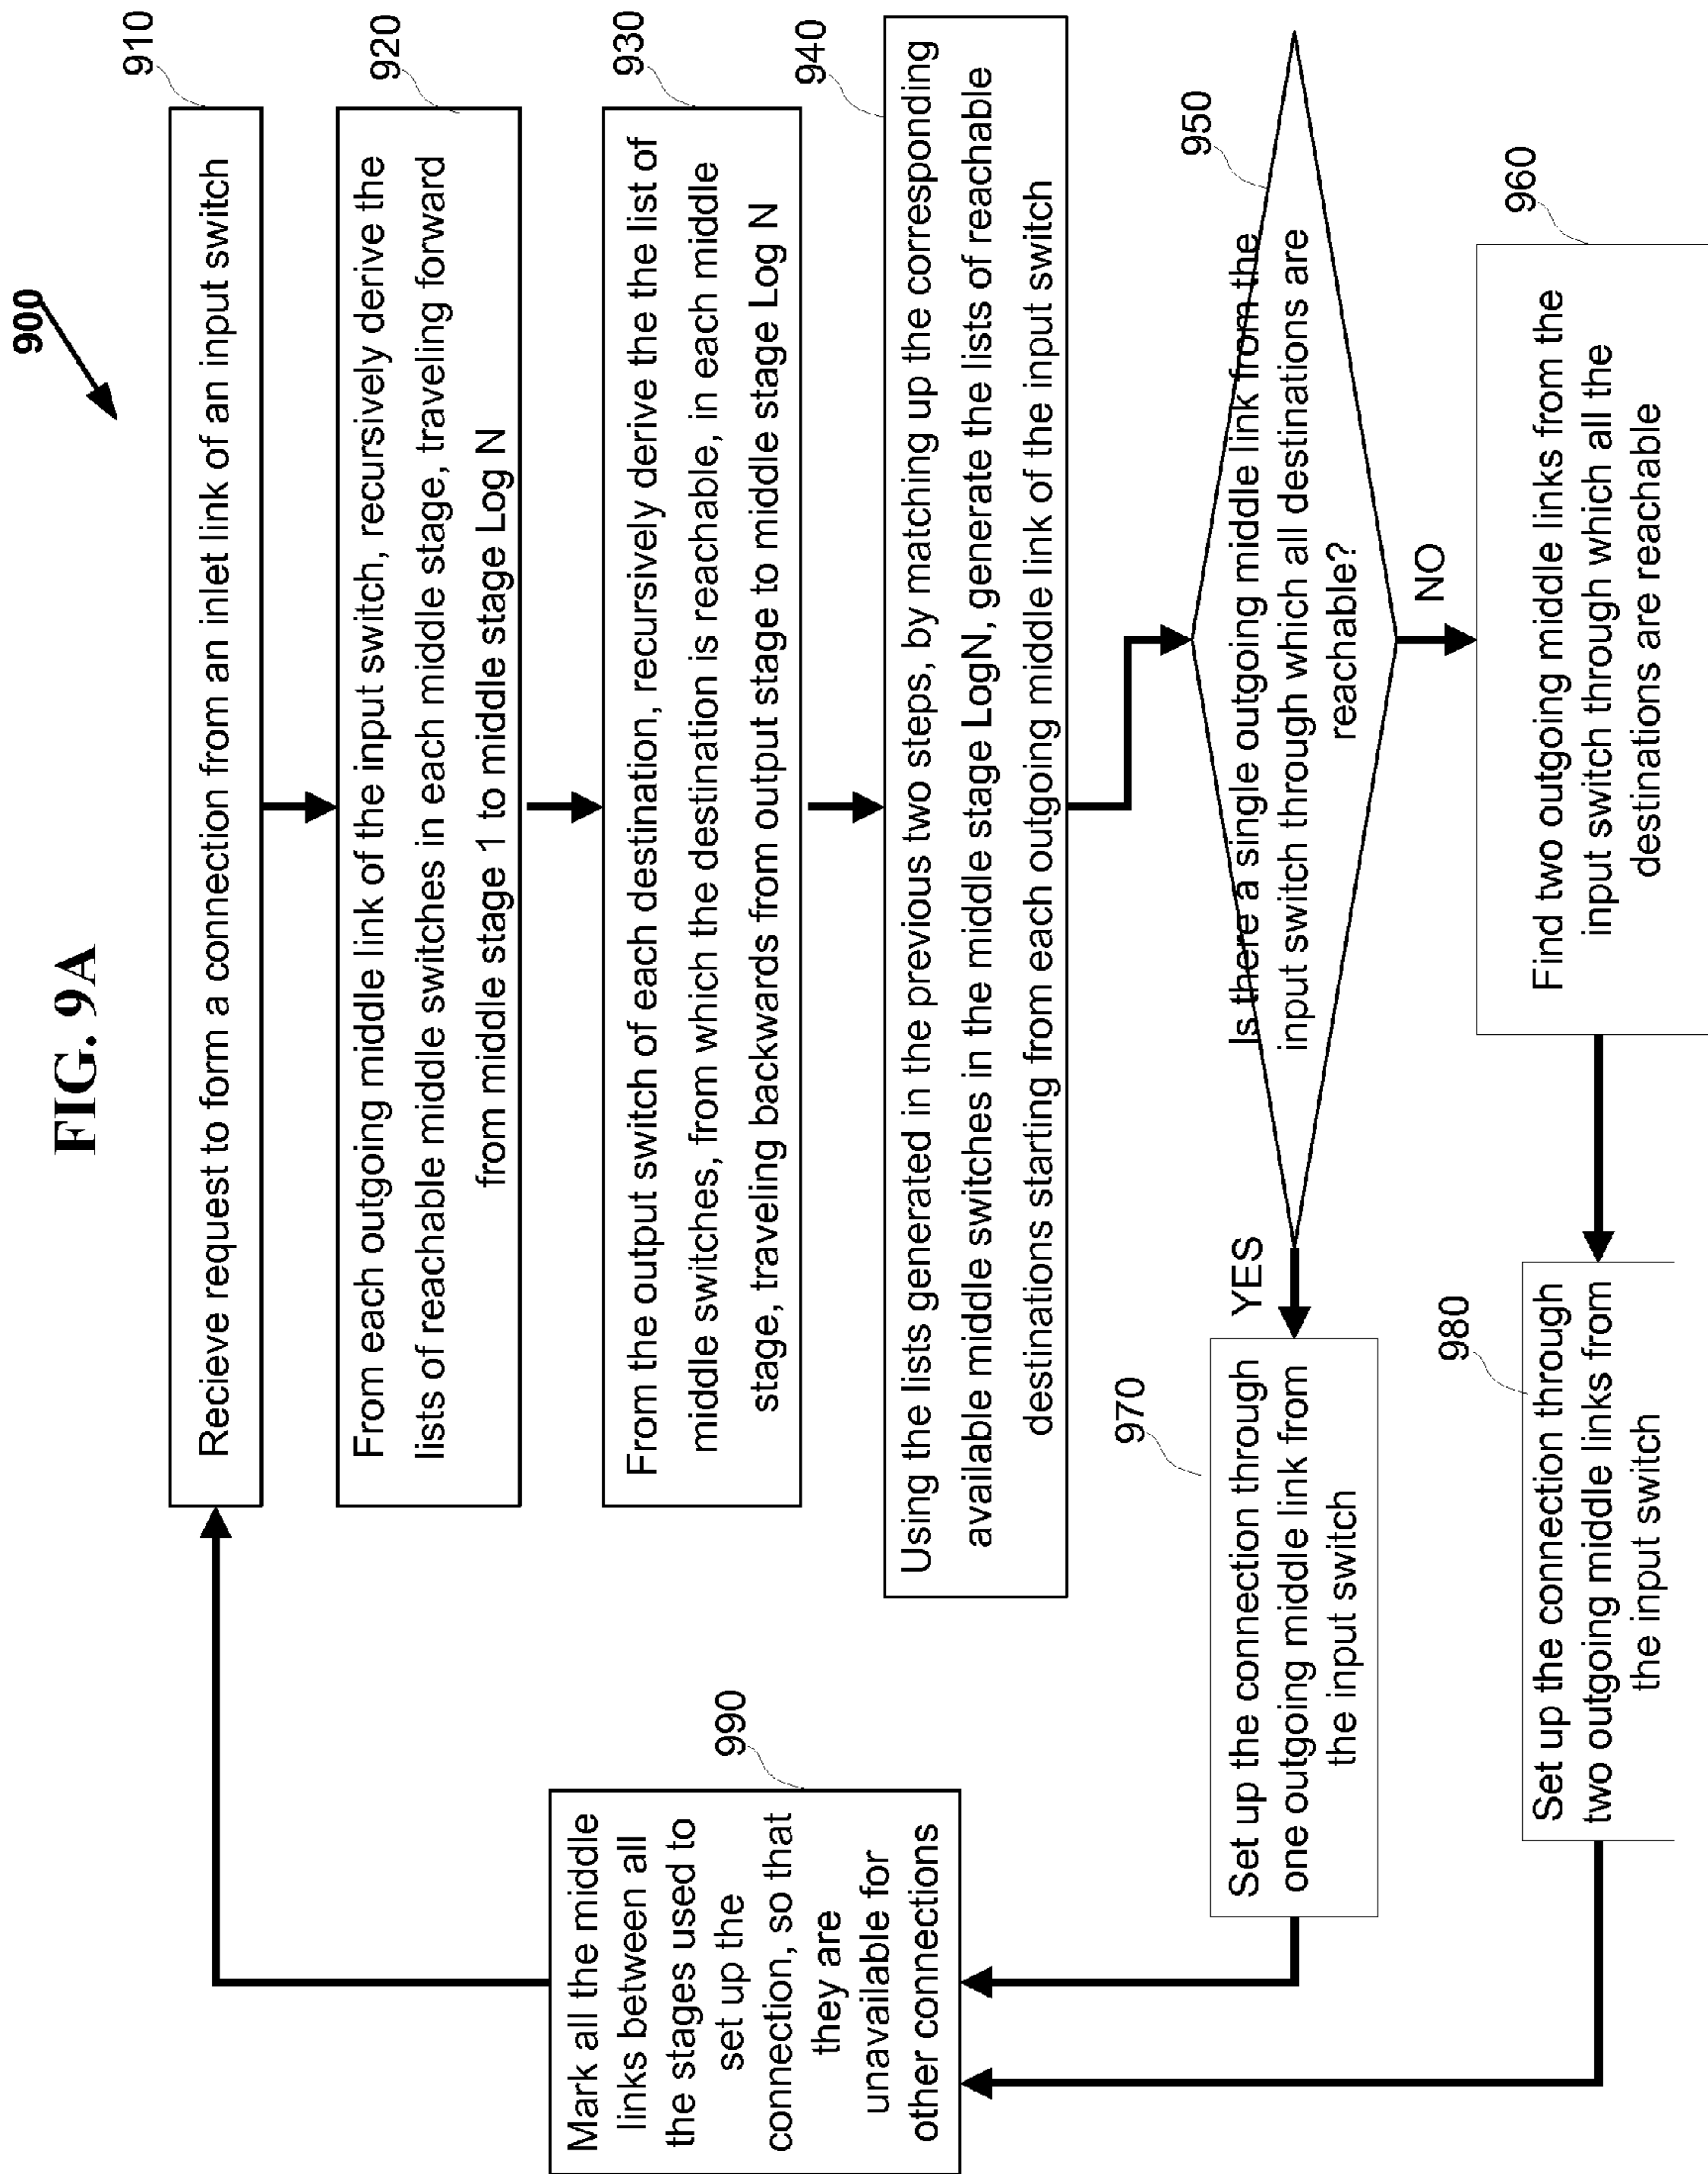 FIG. 9A
900
910
Recieve request to form a connection from an inlet link of an input switch
920
From each outgoing middle link of the input switch, recursively derive the
lists of reachable middle switches in each middle stage, traveling forward
from middle stage 1 to middle stage Log N
930
From the output switch of each destination, recursively derive the the list of
middle switches, from which the destination is reachable, in each middle
stage, traveling backwards from output stage to middle stage Log N
940
Using the lists generated in the previous two steps, by matching up the corresponding
available middle switches in the middle stage LogN, generate the lists of reachable
destinations starting from each outgoing middle link of the input switch
950
Is there a single outgoing middle link from the
input switch through which all destinations are
reachable?
YES
NO
960
Find two outgoing middle links from the
input switch through which all the
destinations are reachable
970
Set up the connection through
one outgoing middle link from
the input switch
980
Set up the connection through
two outgoing middle links from
the input switch
990
Mark all the middle
links between all
the stages used to
set up the
connection, so that
they are
unavailable for
other connections